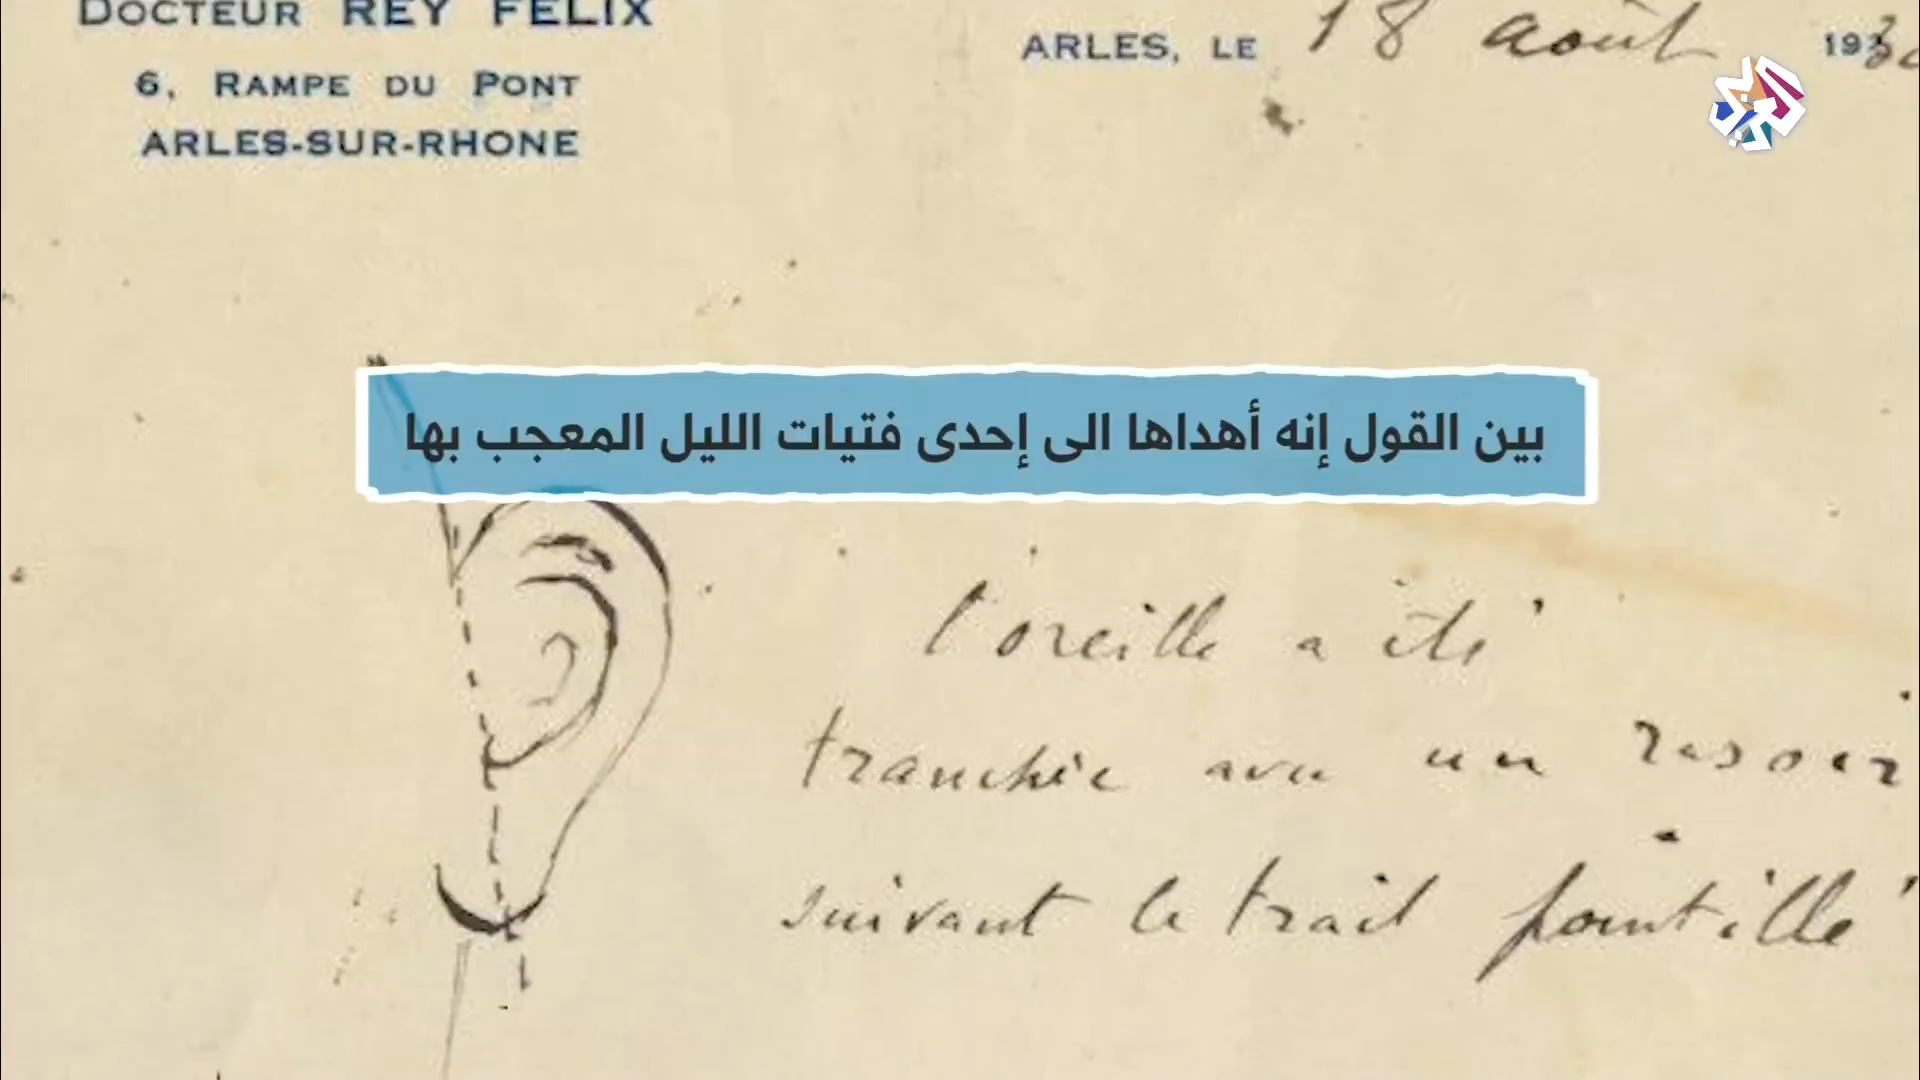 DOCTEUR REY FELIX
6, RAMPE DU PONT
ARLES-SUR-RHONE
ARLES, LE 18 août 1930
بين القول إنه أهداها الى إحدى فتيات الليل المعجب بها
l'oreille a été
tranchée avec un rasoir
suivant le trait pointillé